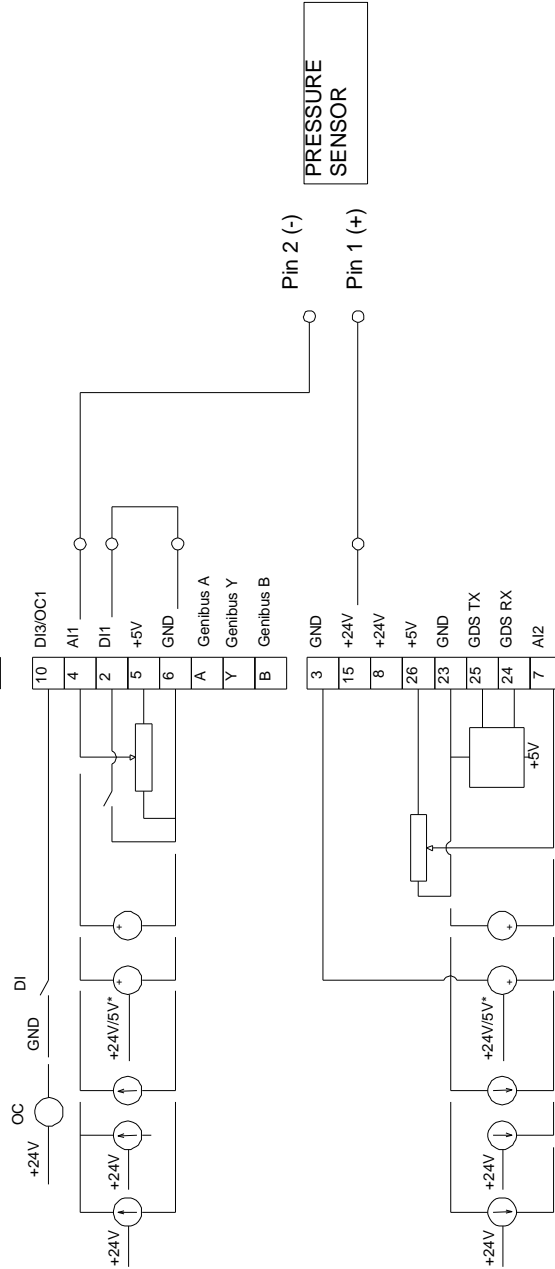 PRESSURE
SENSOR
Pin 2 (-)
Pin 1 (+)
10 DI3/OC1
4 AI1
2 DI1
5 +5V
6 GND
A Genibus A
Y Genibus Y
B Genibus B
3 GND
15 +24V
8 +24V
26 +5V
23 GND
25 GDS TX
24 GDS RX
7 AI2
+5V
DI
GND
OC
+24V
+
+
+24V/5V*
+24V
+24V
+
+
+24V/5V*
+24V
+24V